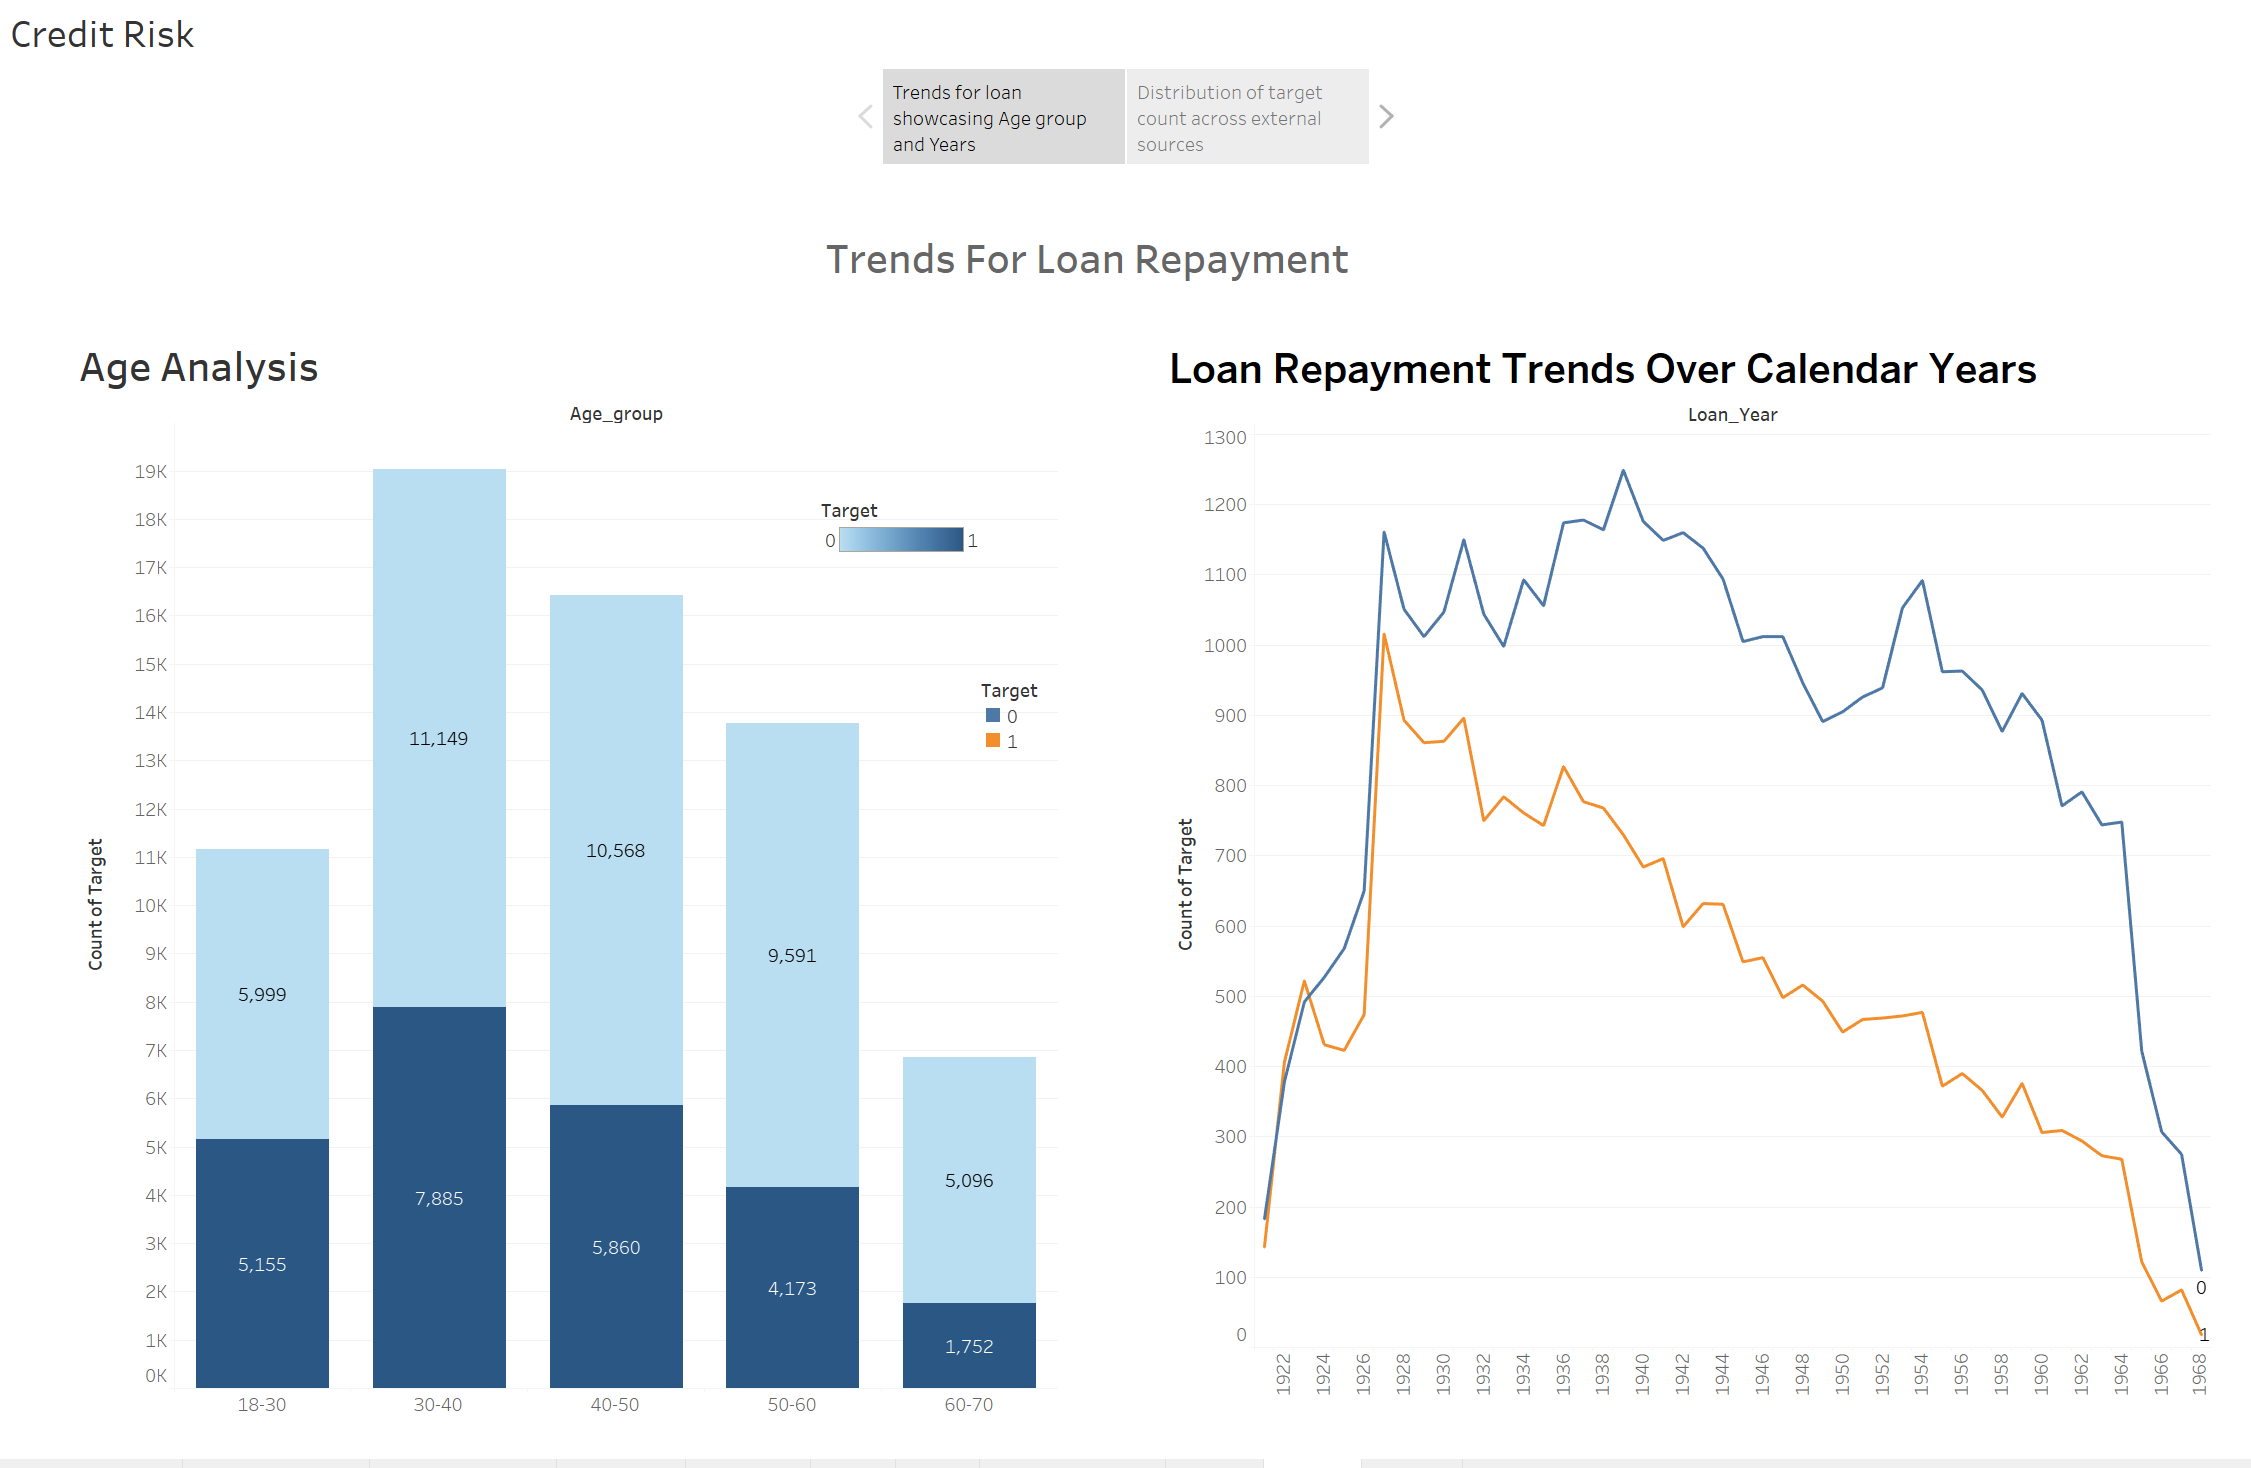 Credit Risk
Trends for loan
showcasing Age group
and Years
Distribution of target
count across external
sources
Trends For Loan Repayment
Age Analysis
Age_group
Count of Target
19K
18K
17K
16K
15K
14K
13K
12K
11K
10K
9K
8K
7K
6K
5K
4K
3K
2K
1K
0K
5,999
5,155
11,149
7,885
10,568
5,860
9,591
4,173
5,096
1,752
18-30
30-40
40-50
50-60
60-70
Target
0
1
Target
0
1
Loan Repayment Trends Over Calendar Years
Loan_Year
Count of Target
1300
1200
1100
1000
900
800
700
600
500
400
300
200
100
0
0
1
1922
1924
1926
1928
1930
1932
1934
1936
1938
1940
1942
1944
1946
1948
1950
1952
1954
1956
1958
1960
1962
1964
1966
1968